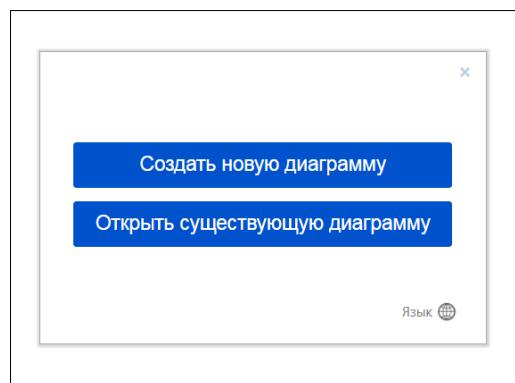 Создать новую диаграмму
Открыть существующую диаграмму
Язык